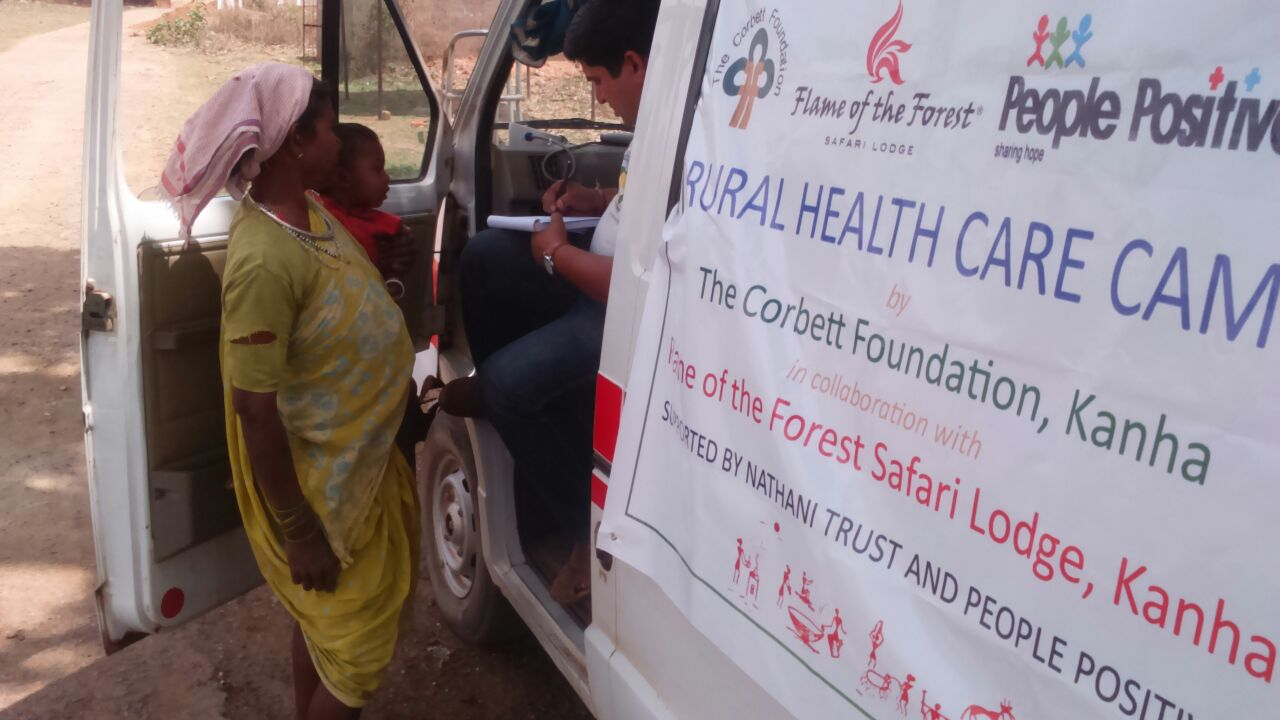 The Corbett Foundation
Flame of the Forest®
SAFARI LODGE
People Positive
sharing hope
RURAL HEALTH CARE CAM
by
The Corbett Foundation, Kanha
in collaboration with
Flame of the Forest Safari Lodge, Kanha
SUPPORTED BY NATHANI TRUST AND PEOPLE POSITI